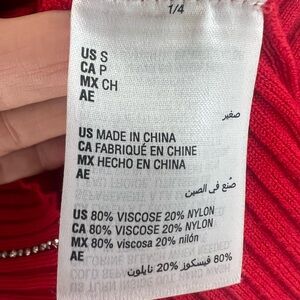 1/4
US S
CA P
MX CH
AE
صغير
US MADE IN CHINA
CA FABRIQUÉ EN CHINE
MX HECHO EN CHINA
AE
صنع في الصين
US 80% VISCOSE 20% NYLON
CA 80% VISCOSE 20% NYLON
MX 80% viscosa 20% nilón
AE
80% فيسكوز 20% نايلون